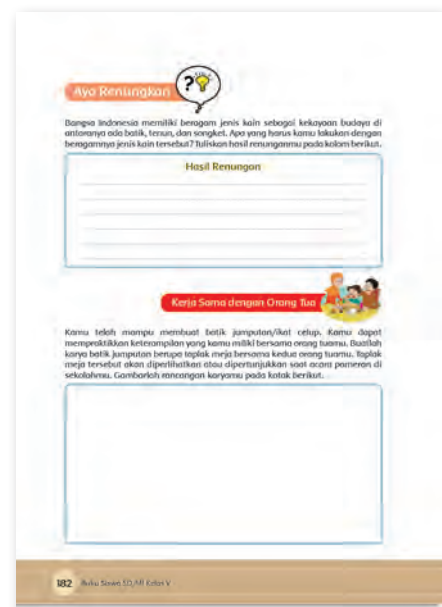 Ayo Renungkan
Bangsa Indonesia memiliki beragam jenis kain sebagai kekayaan budaya di
antaranya ada batik, tenun, dan songket. Apa yang harus kamu lakukan dengan
beragamnya jenis kain tersebut? Tuliskan hasil renunganmu pada kolom berikut.
Hasil Renungan
Kerja Sama dengan Orang Tua
Kamu telah mampu membuat batik jumputan/ikat celup. Kamu dapat
mempraktikkan keterampilan yang kamu miliki bersama orang tuamu. Buatlah
karya batik jumputan berupa taplak meja bersama kedua orang tuamu. Taplak
meja tersebut akan diperlihatkan atau dipertunjukkan saat acara pameran di
sekolahmu. Gambarlah rancangan karyamu pada kotak berikut.
182 Buku Siswa SD/MI Kelas V